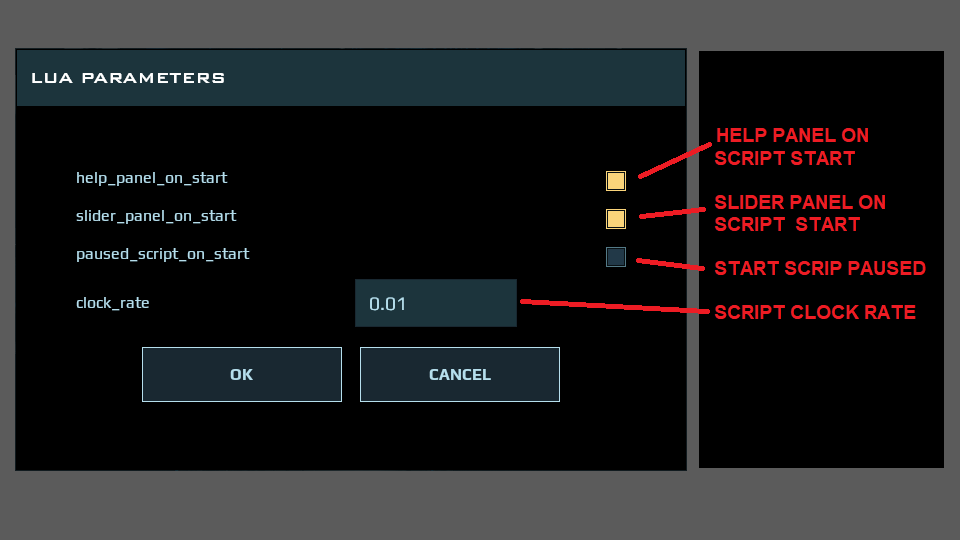 LUA PARAMETERS
help_panel_on_start
slider_panel_on_start
paused_script_on_start
clock_rate
0.01
OK
CANCEL
HELP PANEL ON
SCRIPT START
SLIDER PANEL ON
SCRIPT START
START SCRIP PAUSED
SCRIPT CLOCK RATE